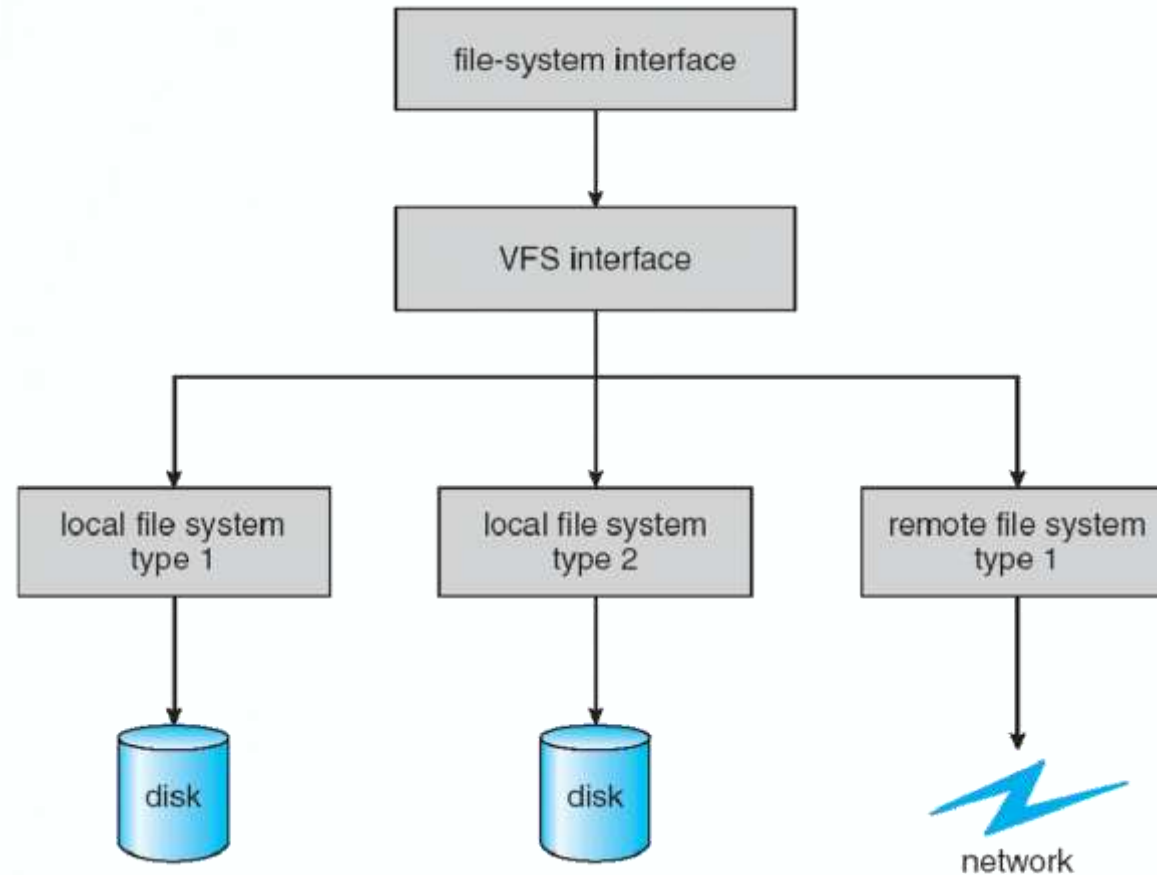 file-system interface
VFS interface
local file system
type 1
local file system
type 2
remote file system
type 1
disk
disk
network